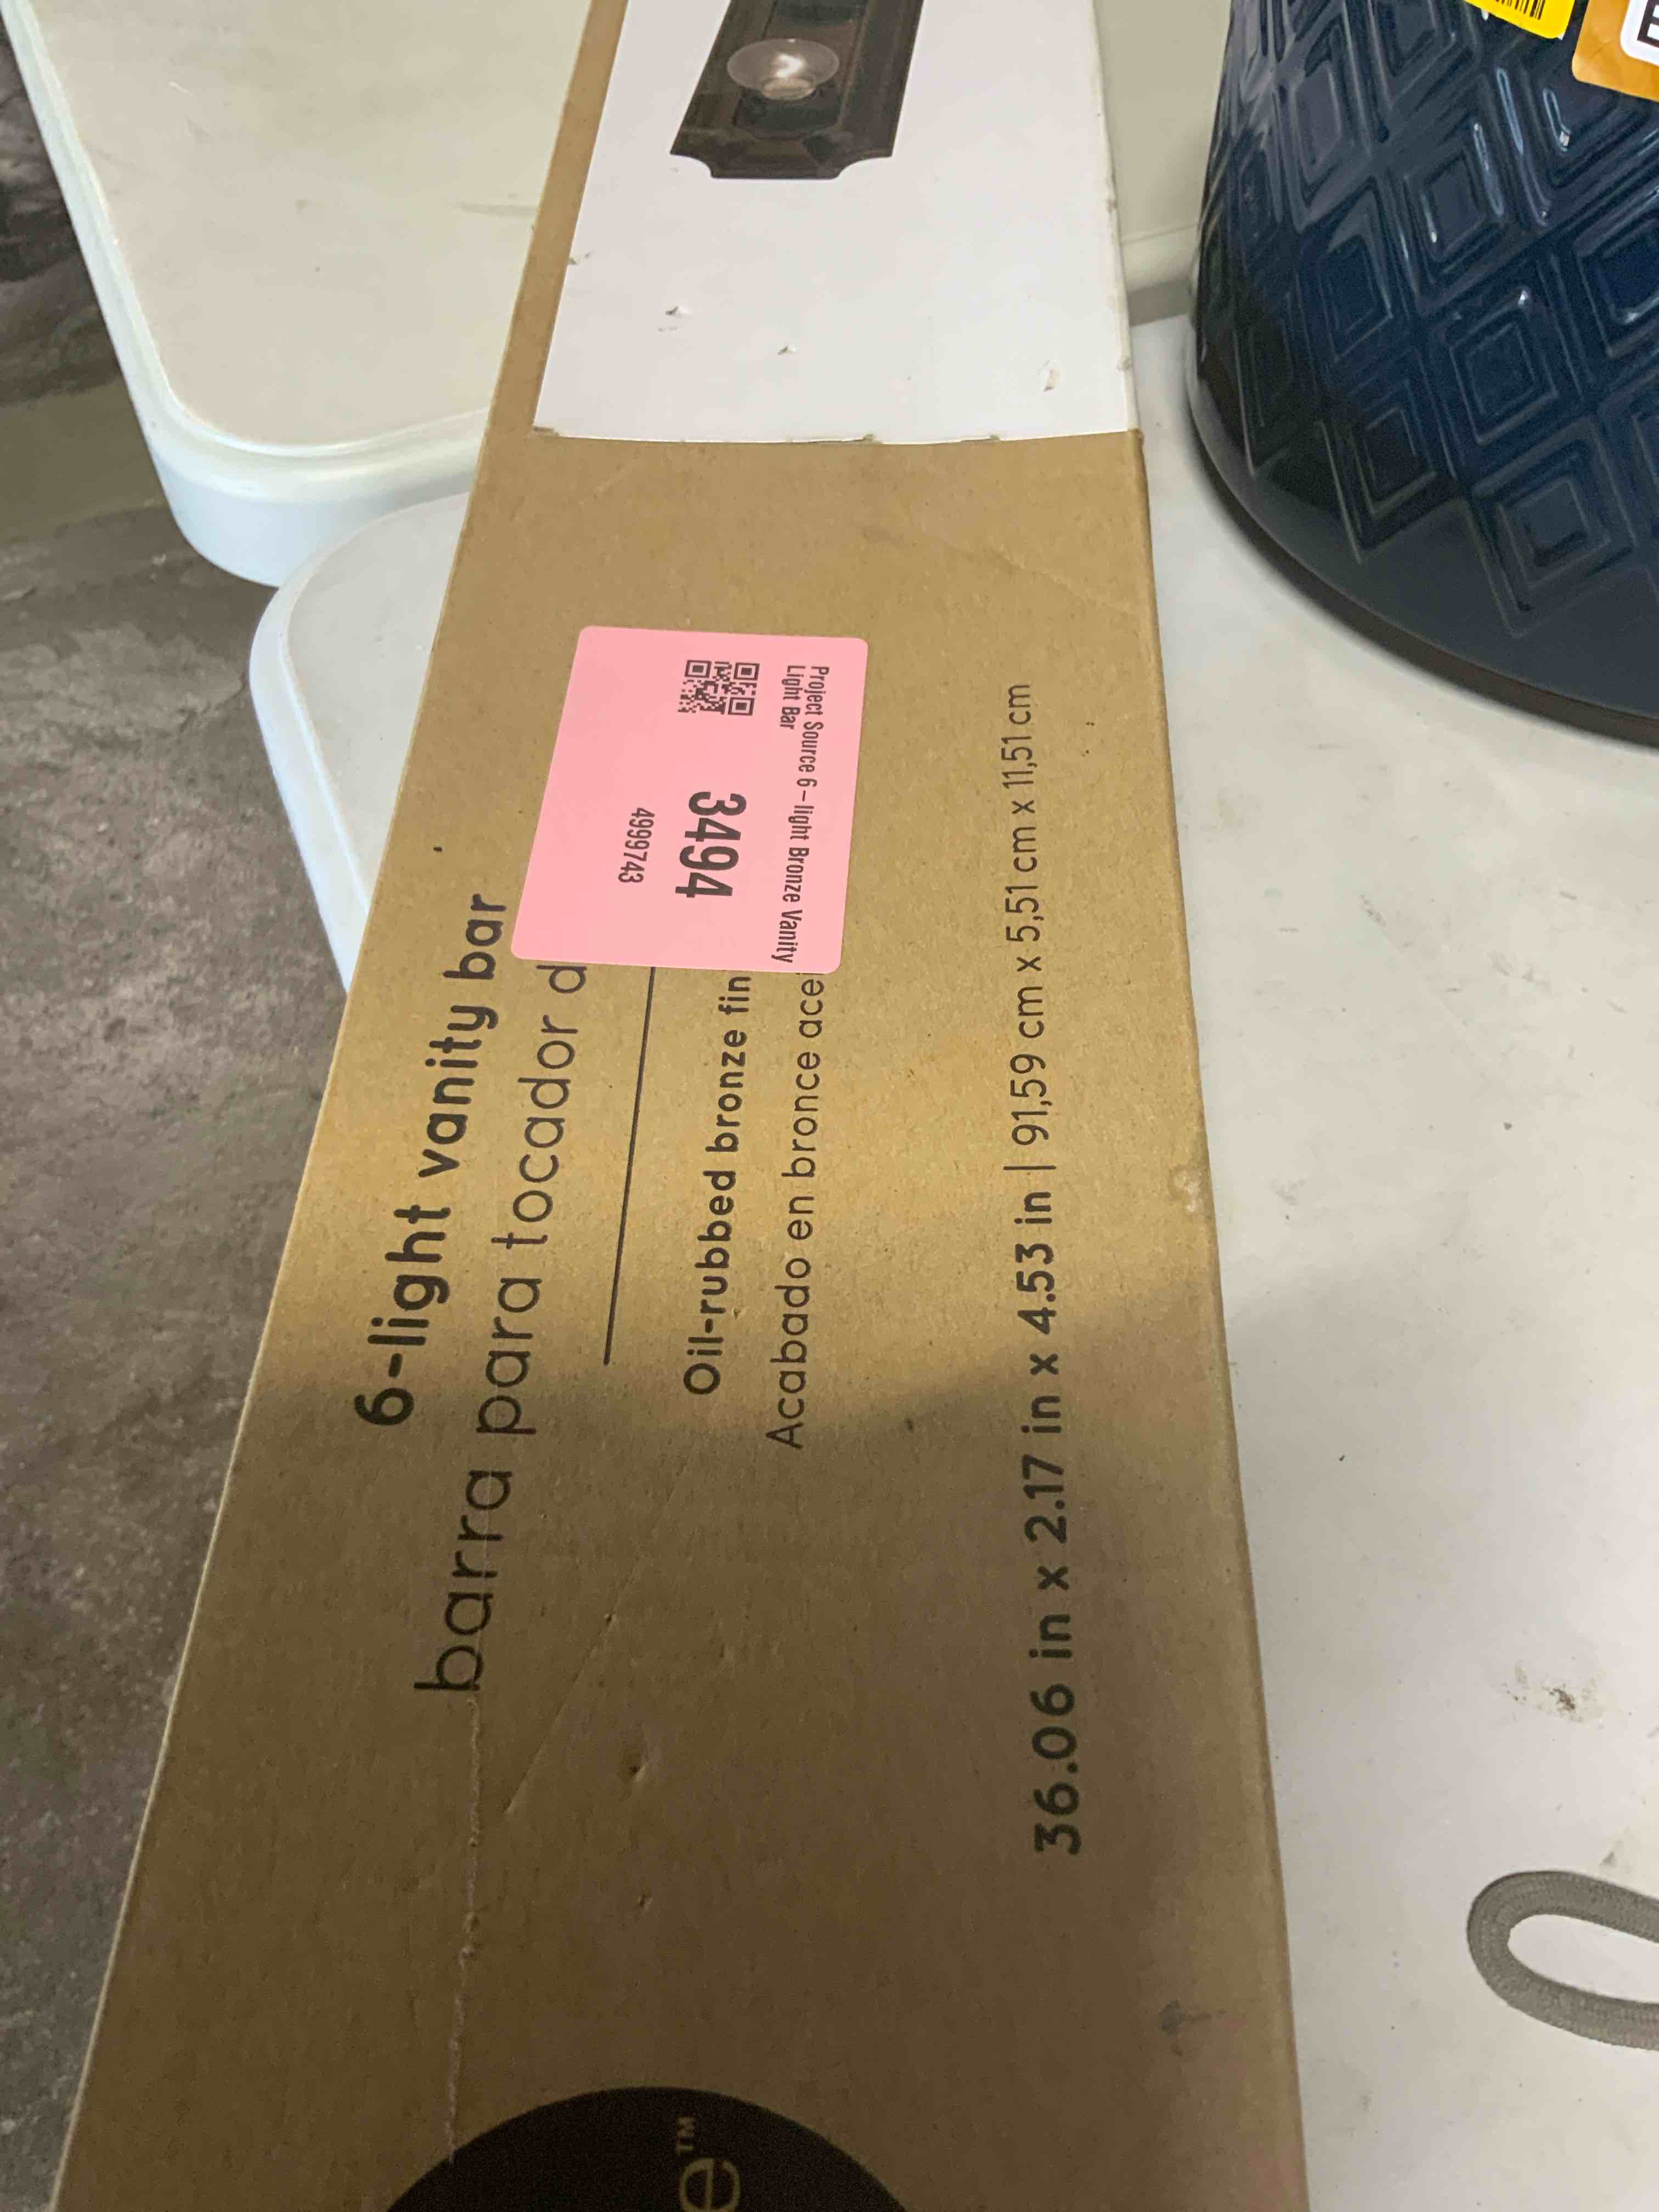 6-light vanity bar
barra para tocador d
Oil-rubbed bronze fin
Acabado en bronce ace
36.06 in x 2.17 in x 4.53 in | 91,59 cm x 5,51 cm x 11,51 cm
Project Source 6-light Bronze Vanity
Light Bar
3494
4999743
e™